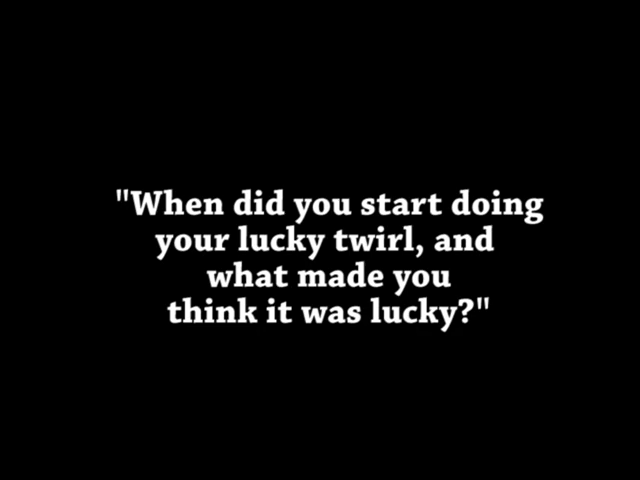 "When did you start doing
your lucky twirl, and
what made you
think it was lucky?"